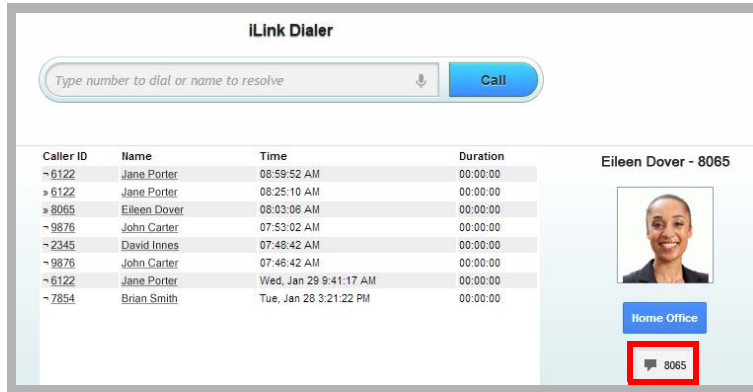 iLink Dialer
Type number to dial or name to resolve
Call
Caller ID Name Time Duration
¬ 6122 Jane Porter 08:59:52 AM 00:00:00
» 6122 Jane Porter 08:25:10 AM 00:00:00
» 8065 Eileen Dover 08:03:06 AM 00:00:00
¬ 9876 John Carter 07:53:02 AM 00:00:00
¬ 2345 David Innes 07:48:42 AM 00:00:00
¬ 9876 John Carter 07:46:42 AM 00:00:00
¬ 6122 Jane Porter Wed, Jan 29 9:41:17 AM 00:00:00
¬ 7854 Brian Smith Tue, Jan 28 3:21:22 PM 00:00:00
Eileen Dover - 8065
Home Office
8065